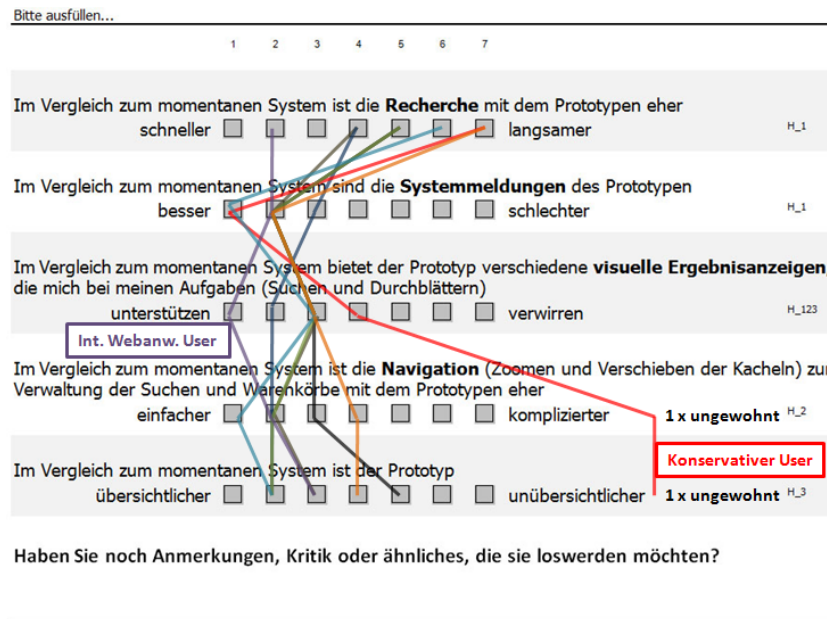 Bitte ausfüllen...
1 2 3 4 5 6 7
Im Vergleich zum momentanen System ist die Recherche mit dem Prototypen eher
schneller langsamer H_1
Im Vergleich zum momentanen System sind die Systemmeldungen des Prototypen
besser schlechter H_1
Im Vergleich zum momentanen System bietet der Prototyp verschiedene visuelle Ergebnisanzeigen
die mich bei meinen Aufgaben (Suchen und Durchblättern)
unterstützen verwirren H_123
Int. Webanw. User
Im Vergleich zum momentanen System ist die Navigation (Zoomen und Verschieben der Kacheln) zur
Verwaltung der Suchen und Warenkörbe mit dem Prototypen eher
einfacher komplizierter 1 x ungewohnt H_2
Konservativer User
Im Vergleich zum momentanen System ist der Prototyp
übersichtlicher unübersichtlicher 1 x ungewohnt H_3
Haben Sie noch Anmerkungen, Kritik oder ähnliches, die sie loswerden möchten?